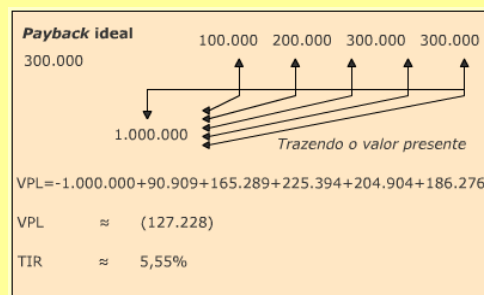 Payback ideal
100.000 200.000 300.000 300.000
300.000
1.000.000
Trazendo o valor presente
VPL=-1.000.000+90.909+165.289+225.394+204.904+186.276
VPL ≈ (127.228)
TIR ≈ 5,55%